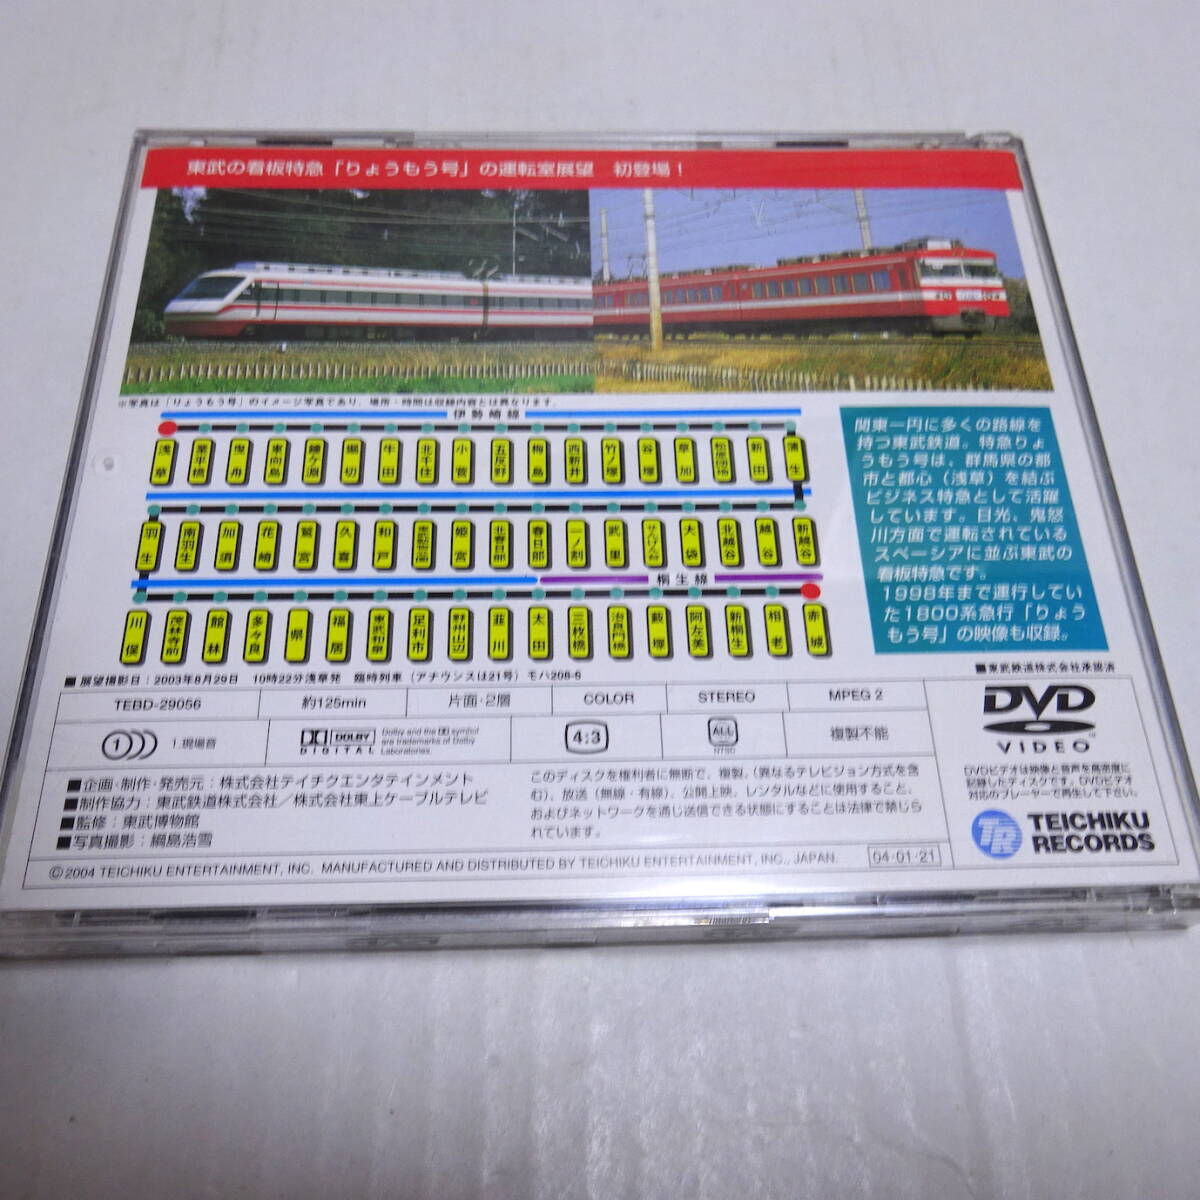 東武の看板特急「りょうもう号」の運転室展望　初登場！
※写真は「りょうもう号」のイメージ写真であり、場所・時間は収録内容とは異なります。
伊勢崎線
浅草 業平橋 曳舟 東向島 鐘ヶ淵 堀切 牛田 北千住 小菅 五反野 梅島 西新井 竹ノ塚 谷塚 草加 松原団地 新田 蒲生
羽生 南羽生 加須 花崎 鷲宮 久喜 和戸 東武動物公園 姫宮 北春日部 春日部 一ノ割 武里 せんげん台 大袋 北越谷 越谷 新越谷
桐生線
川俣 茂林寺前 館林 多々良 県 福居 東武和泉 足利市 野州山辺 韮川 太田 三枚橋 治良門橋 藪塚 阿左美 新桐生 相老 赤城
関東一円に多くの路線を
持つ東武鉄道。特急りょ
うもう号は、群馬県の都
市と都心（浅草）を結ぶ
ビジネス特急として活躍
しています。日光、鬼怒
川方面で運転されている
スペーシアに並ぶ東武の
看板特急です。
1998年まで運行してい
た1800系急行「りょう
もう号」の映像も収録。
■展望撮影日：2003年8月29日　10時22分浅草発　臨時列車（アナウンスは21号）モハ208-6
■東武鉄道株式会社承認済
TEBD-29056 約125min 片面・2層 COLOR STEREO MPEG 2
1 1.現場音 DOLBY DIGITAL Dolby and the symbol are trademarks of Dolby Laboratories. 4:3 ALL NTSC 複製不能
DVD VIDEO
DVDビデオは映像と音声を高密度に
記録したディスクです。DVDビデオ
対応のプレーヤーで再生して下さい。
■企画・制作・発売元：株式会社テイチクエンタテインメント
■制作協力：東武鉄道株式会社／株式会社東上ケーブルテレビ
■監修：東武博物館
■写真撮影：綱島浩雪
このディスクを権利者に無断で、複製、（異なるテレビジョン方式を含
む）、放送（無線・有線）、公開上映、レンタルなどに使用すること、
およびネットワークを通じ送信できる状態にすることは法律で禁じら
れています。
TR TEICHIKU RECORDS
©2004 TEICHIKU ENTERTAINMENT, INC. MANUFACTURED AND DISTRIBUTED BY TEICHIKU ENTERTAINMENT, INC., JAPAN.
04·01·21